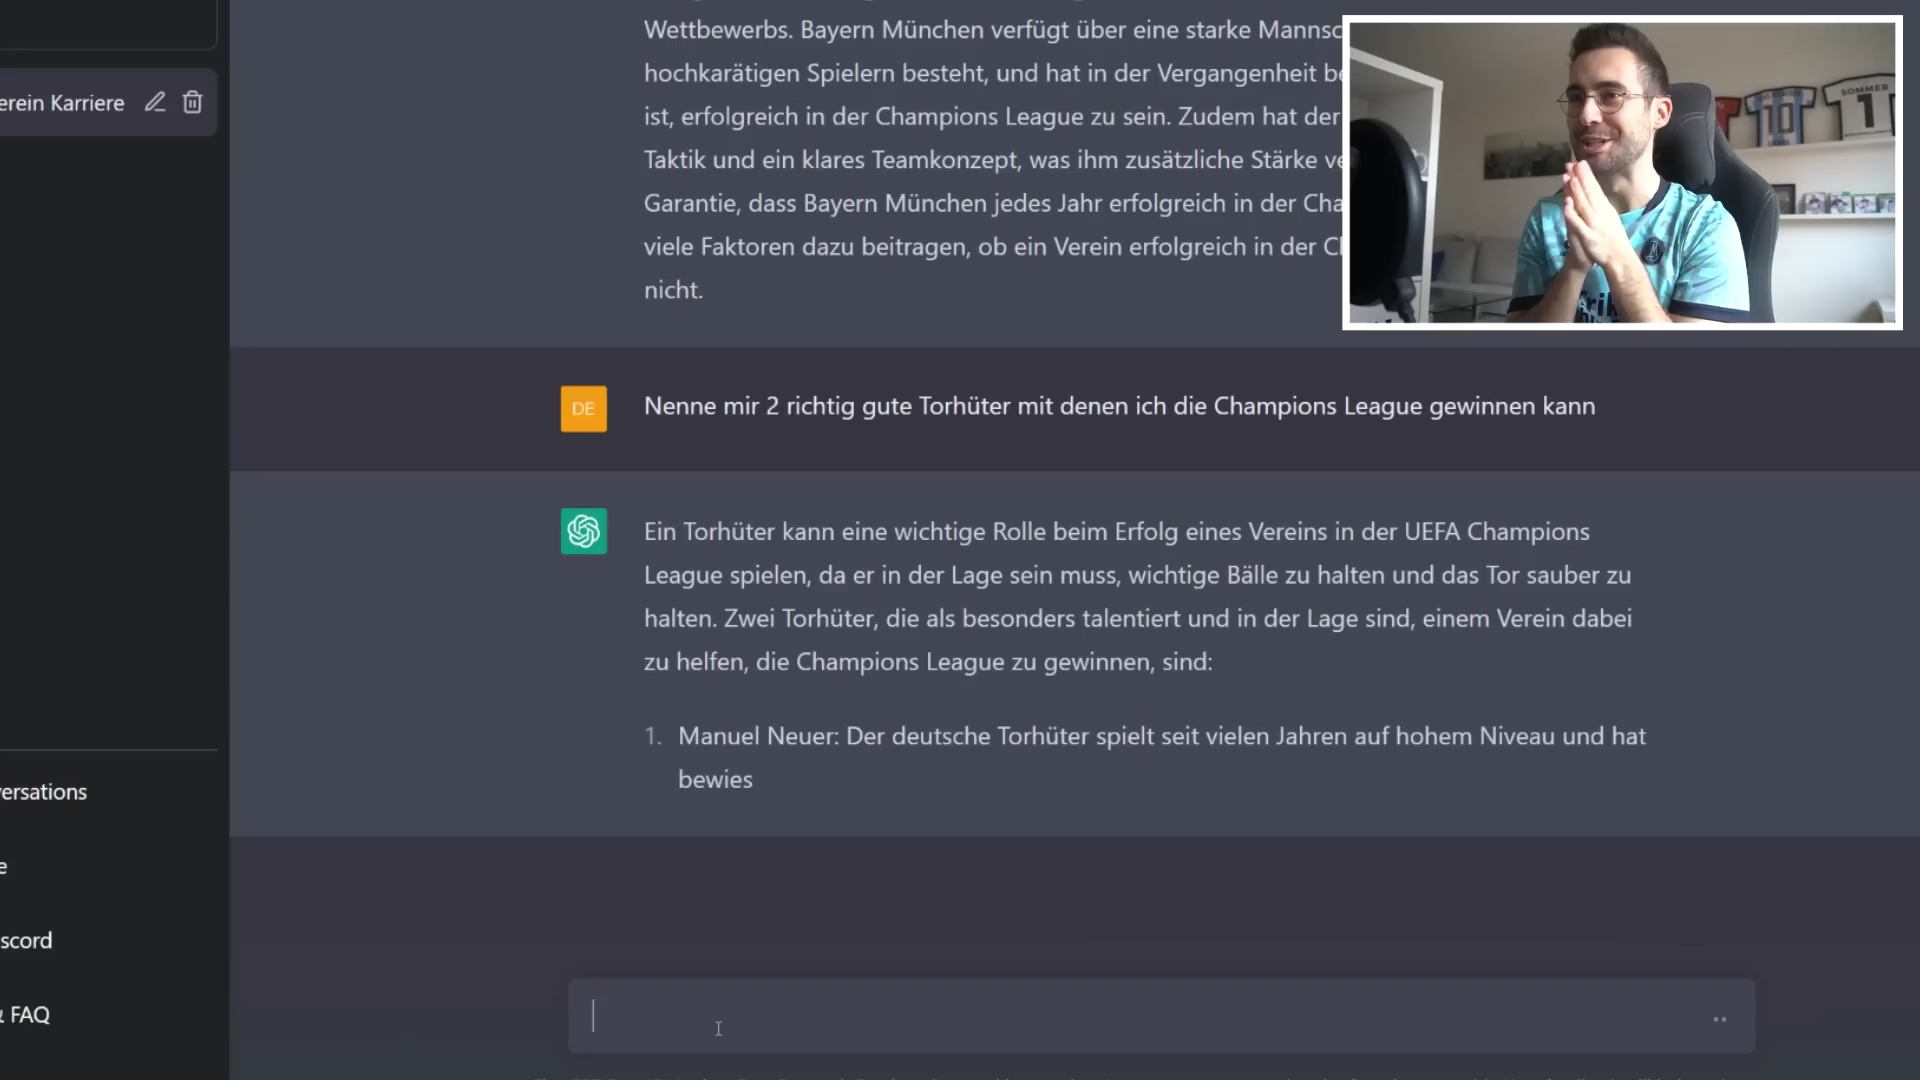 Wettbewerbs. Bayern München verfügt über eine starke
hochkarätigen Spielern besteht, und hat in der Vergangenheit
erein Karriere
ist, erfolgreich in der Champions League zu sein. Zudem hat der
Taktik und ein klares Teamkonzept, was ihm zusätzliche Stärke
Garantie, dass Bayern München jedes Jahr erfolgreich in der
viele Faktoren dazu beitragen, ob ein Verein erfolgreich in der
nicht.
10
SOMMER
1
DE
Nenne mir 2 richtig gute Torhüter mit denen ich die Champions League gewinnen kann
Ein Torhüter kann eine wichtige Rolle beim Erfolg eines Vereins in der UEFA Champions
League spielen, da er in der Lage sein muss, wichtige Bälle zu halten und das Tor sauber zu
halten. Zwei Torhüter, die als besonders talentiert und in der Lage sind, einem Verein dabei
zu helfen, die Champions League zu gewinnen, sind:
1. Manuel Neuer: Der deutsche Torhüter spielt seit vielen Jahren auf hohem Niveau und hat
bewies
ersations
e
scord
& FAQ